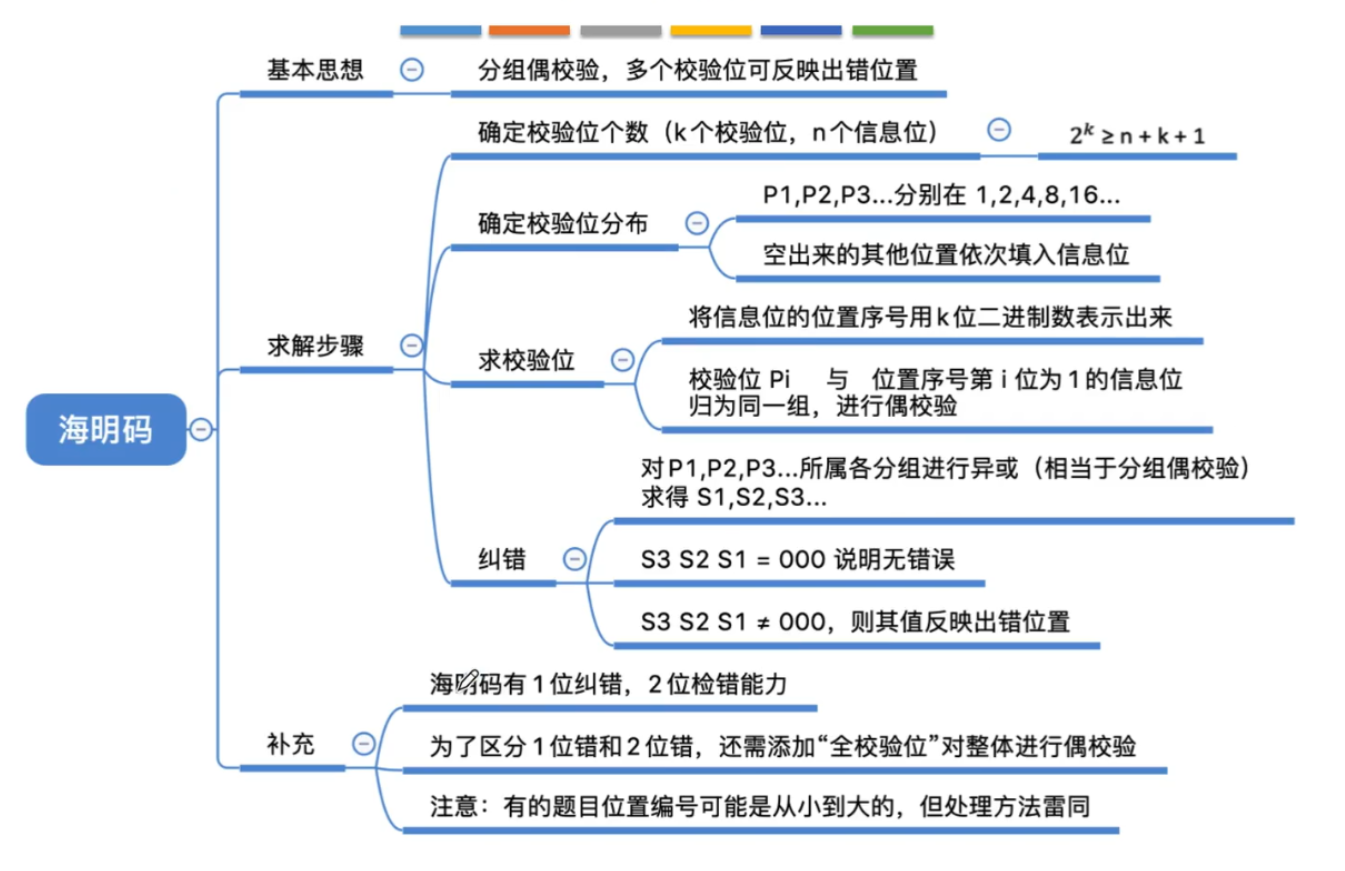 基本思想
分组偶校验，多个校验位可反映出错位置
确定校验位个数（k个校验位，n个信息位）
2ᵏ ≥ n + k + 1
P1,P2,P3...分别在 1,2,4,8,16...
确定校验位分布
空出来的其他位置依次填入信息位
将信息位的位置序号用k位二进制数表示出来
求解步骤
求校验位
校验位 Pi 与 位置序号第 i 位为1的信息位
归为同一组，进行偶校验
海明码
对P1,P2,P3...所属各分组进行异或（相当于分组偶校验）
求得 S1,S2,S3...
纠错
S3 S2 S1 = 000 说明无错误
S3 S2 S1 ≠ 000，则其值反映出错位置
海明码有1位纠错，2位检错能力
补充
为了区分1位错和2位错，还需添加“全校验位”对整体进行偶校验
注意：有的题目位置编号可能是从小到大的，但处理方法雷同